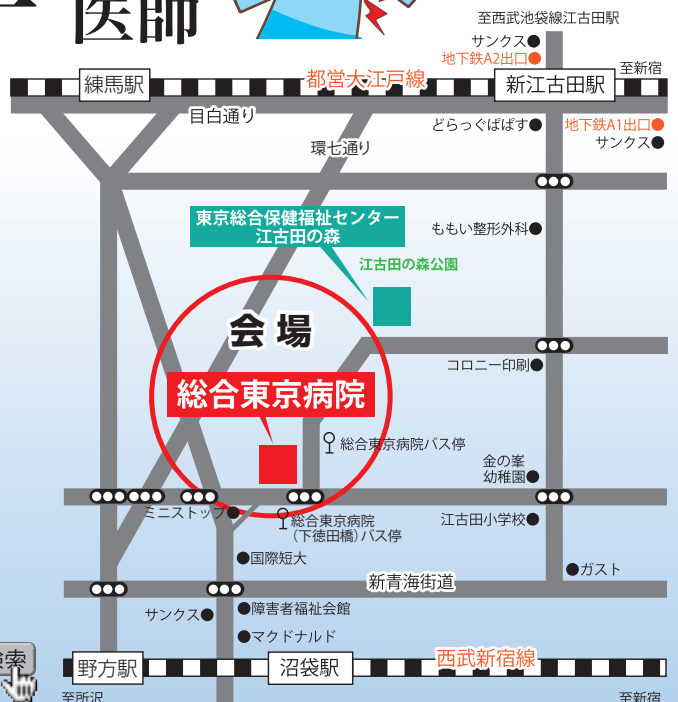 医師
至西武池袋線江古田駅
サンクス
地下鉄A2出口
練馬駅
都営大江戸線
新江古田駅
至新宿
目白通り
どらっぐぱぱす
地下鉄A1出口
サンクス
環七通り
東京総合保健福祉センター
江古田の森
ももい整形外科
江古田の森公園
会場
コロニー印刷
総合東京病院
総合東京病院バス停
金の峯
幼稚園
ミニストップ
総合東京病院
(下徳田橋)バス停
江古田小学校
国際短大
ガスト
新青海街道
サンクス
障害者福祉会館
マクドナルド
検索
野方駅
沼袋駅
西武新宿線
至所沢
至新宿